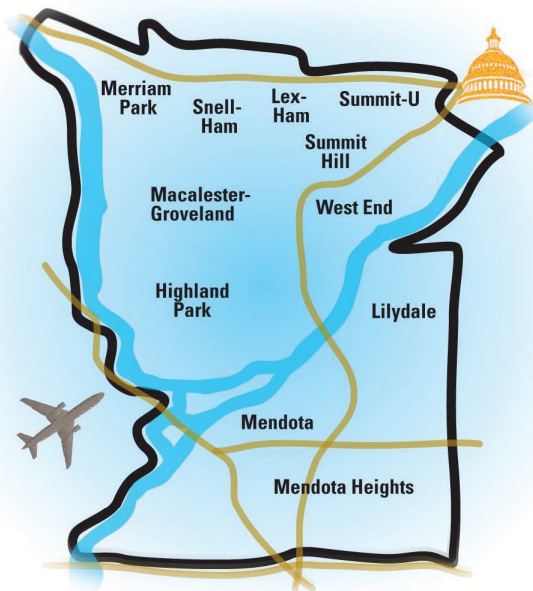 Merriam
Park
Snell-
Ham
Lex-
Ham
Summit-U
Summit
Hill
Macalester-
Groveland
West End
Highland
Park
Lilydale
Mendota
Mendota Heights